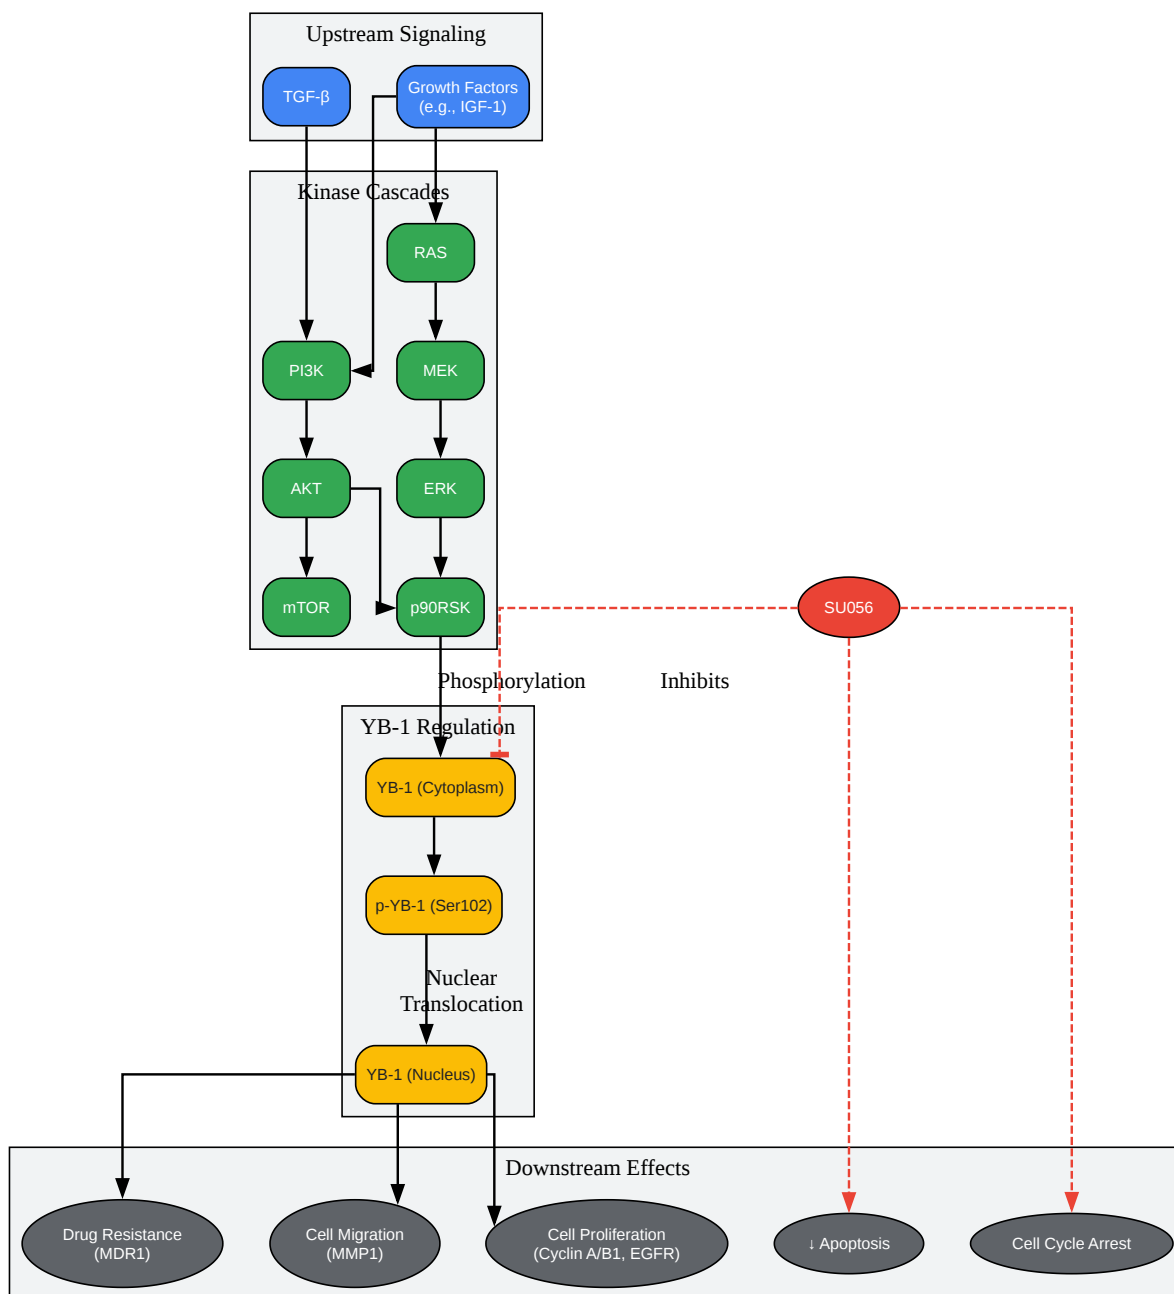 Upstream Signaling
TGF-β
Growth Factors
(e.g., IGF-1)
Kinase Cascades
RAS
PI3K
MEK
AKT
ERK
mTOR
p90RSK
SU056
Phosphorylation
Inhibits
YB-1 Regulation
YB-1 (Cytoplasm)
p-YB-1 (Ser102)
Nuclear
Translocation
YB-1 (Nucleus)
Downstream Effects
Drug Resistance
(MDR1)
Cell Migration
(MMP1)
Cell Proliferation
(Cyclin A/B1, EGFR)
↓ Apoptosis
Cell Cycle Arrest